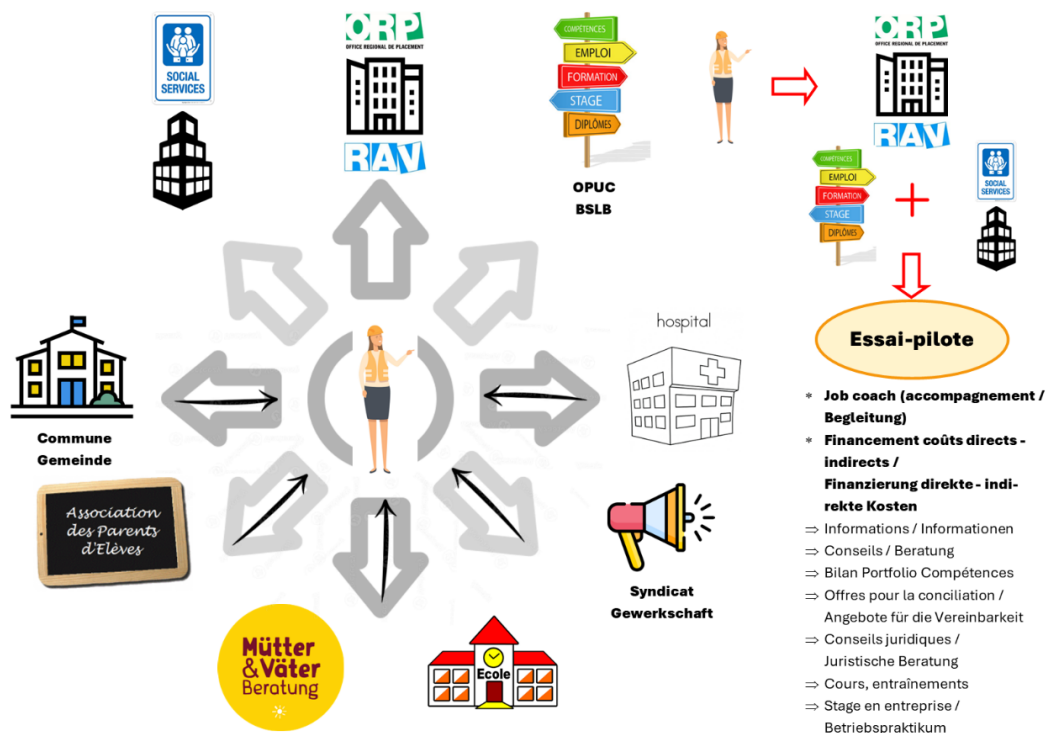 SOCIAL
SERVICES
ORP
OFFICE REGIONAL DE PLACEMENT
RAV
COMPÉTENCES
EMPLOI
FORMATION
STAGE
DIPLÔMES
OPUC
BSLB
ORP
OFFICE REGIONAL DE PLACEMENT
RAV
COMPÉTENCES
EMPLOI
FORMATION
STAGE
DIPLÔMES
SOCIAL
SERVICES
Commune
Gemeinde
Association
des Parents
d'Elèves
Mütter
&Väter
Beratung
Ecole
hospital
Syndicat
Gewerkschaft
Essai-pilote
* Job coach (accompagnement /
Begleitung)
* Financement coûts directs -
indirects /
Finanzierung direkte - indi-
rekte Kosten
⇒ Informations / Informationen
⇒ Conseils / Beratung
⇒ Bilan Portfolio Compétences
⇒ Offres pour la conciliation /
Angebote für die Vereinbarkeit
⇒ Conseils juridiques /
Juristische Beratung
⇒ Cours, entraînements
⇒ Stage en entreprise /
Betriebspraktikum